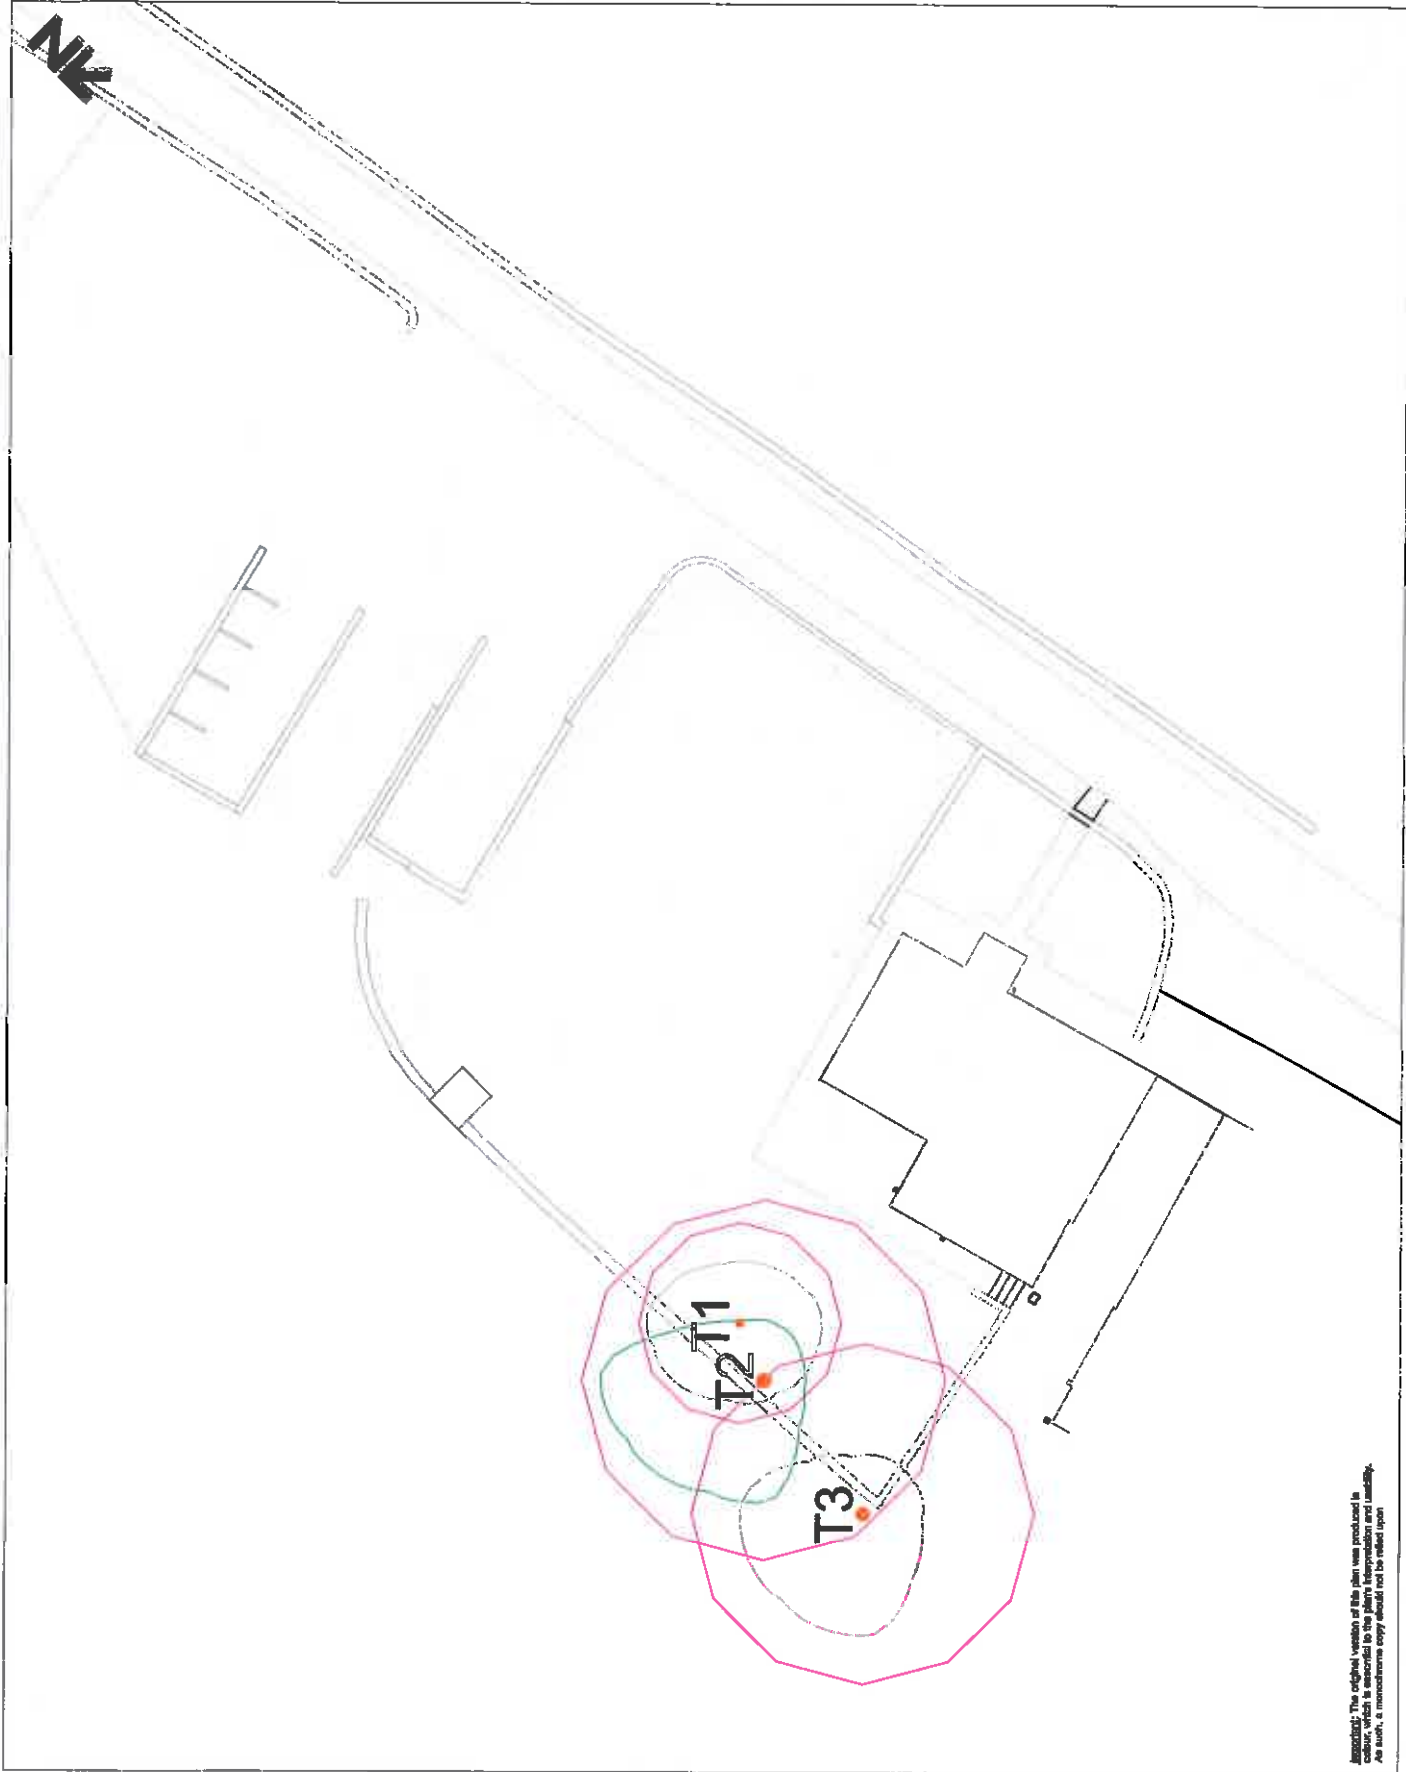 N
T1
T2
T3
Important: The original version of this plan was produced in
colour, which is essential to the plan's interpretation and usability.
As such, a monochrome copy should not be relied upon